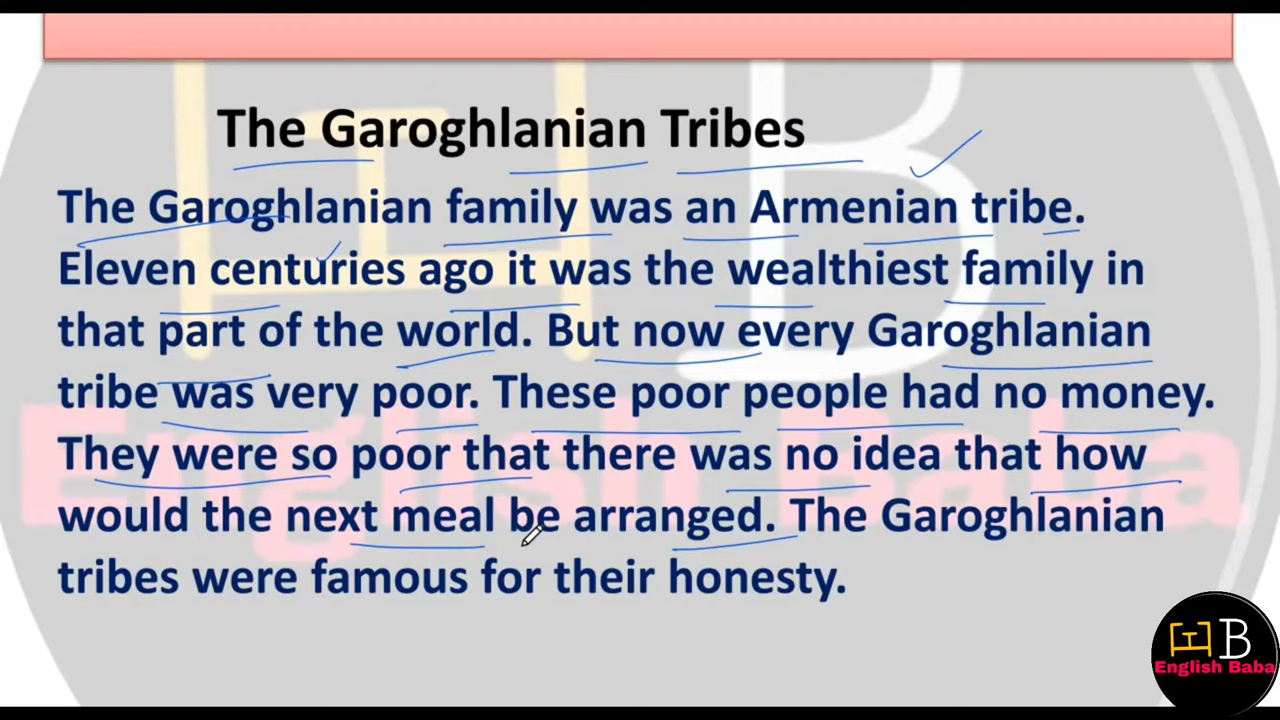 The Garoghlanian Tribes
The Garoghlanian family was an Armenian tribe.
Eleven centuries ago it was the wealthiest family in
that part of the world. But now every Garoghlanian
tribe was very poor. These poor people had no money.
They were so poor that there was no idea that how
would the next meal be arranged. The Garoghlanian
tribes were famous for their honesty.
English Baba
B
English Baba